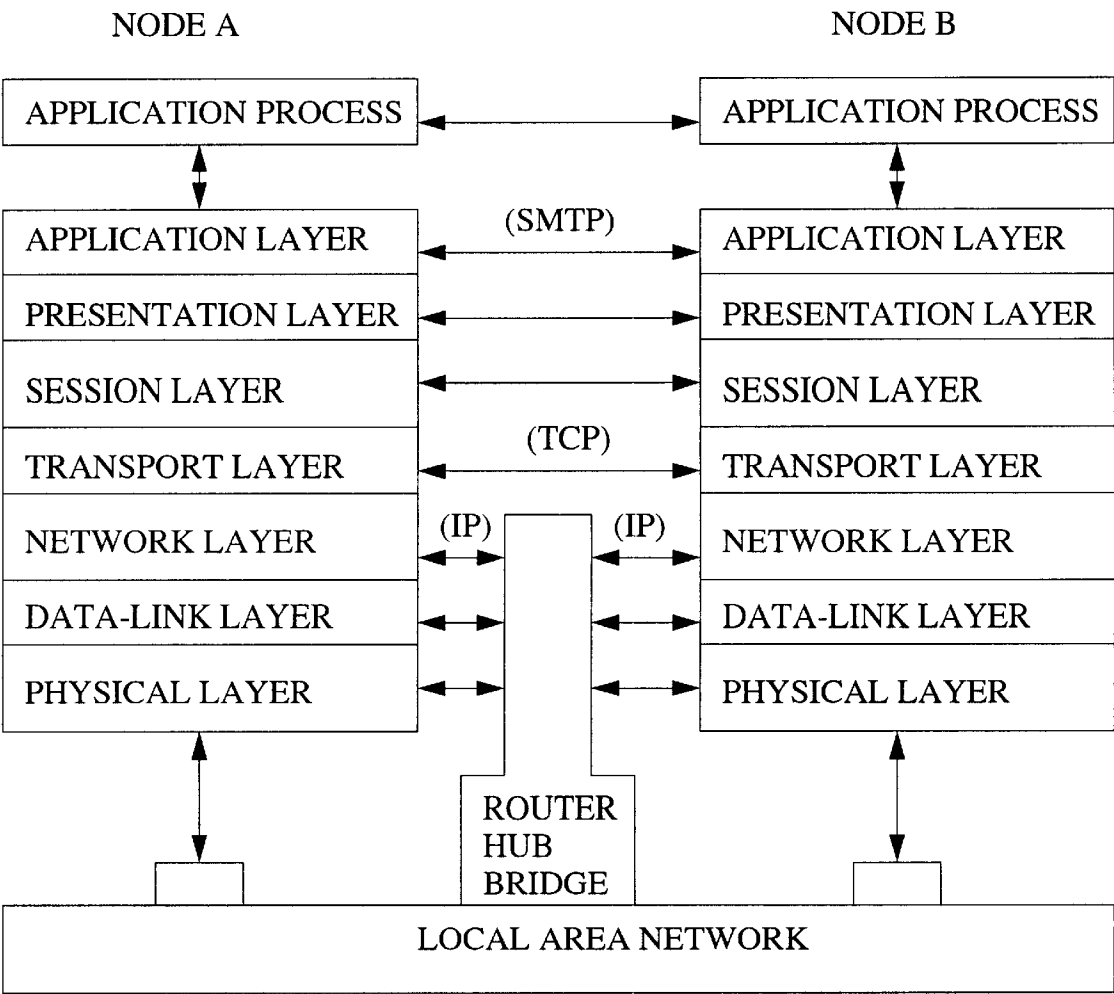 NODE A
NODE B
APPLICATION PROCESS
APPLICATION PROCESS
(SMTP)
APPLICATION LAYER
APPLICATION LAYER
PRESENTATION LAYER
PRESENTATION LAYER
SESSION LAYER
SESSION LAYER
(TCP)
TRANSPORT LAYER
TRANSPORT LAYER
(IP)
(IP)
NETWORK LAYER
NETWORK LAYER
DATA-LINK LAYER
DATA-LINK LAYER
PHYSICAL LAYER
PHYSICAL LAYER
ROUTER
HUB
BRIDGE
LOCAL AREA NETWORK